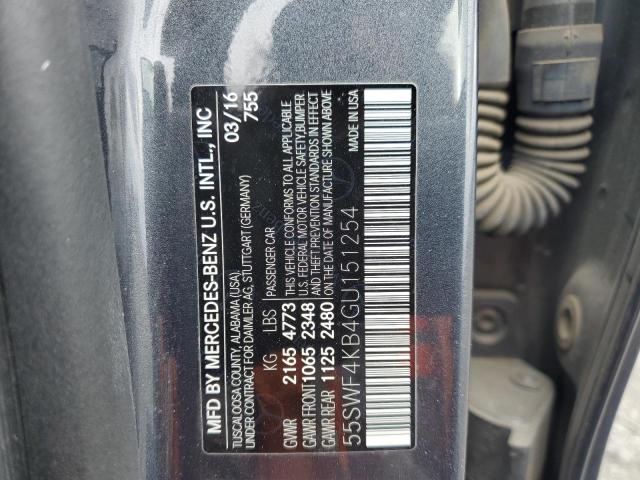 MFD BY MERCEDES-BENZ U.S. INTL., INC
TUSCALOOSA COUNTY, ALABAMA (USA)
UNDER CONTRACT FOR DAIMLER AG, STUTTGART (GERMANY)
03/16
755
KG LBS PASSENGER CAR
GVWR 2165 4773
GAWR FRONT 1065 2348
GAWR REAR 1125 2480
THIS VEHICLE CONFORMS TO ALL APPLICABLE
U.S. FEDERAL MOTOR VEHICLE SAFETY, BUMPER,
AND THEFT PREVENTION STANDARDS IN EFFECT
ON THE DATE OF MANUFACTURE SHOWN ABOVE
55SWF4KB4GU151254 MADE IN USA